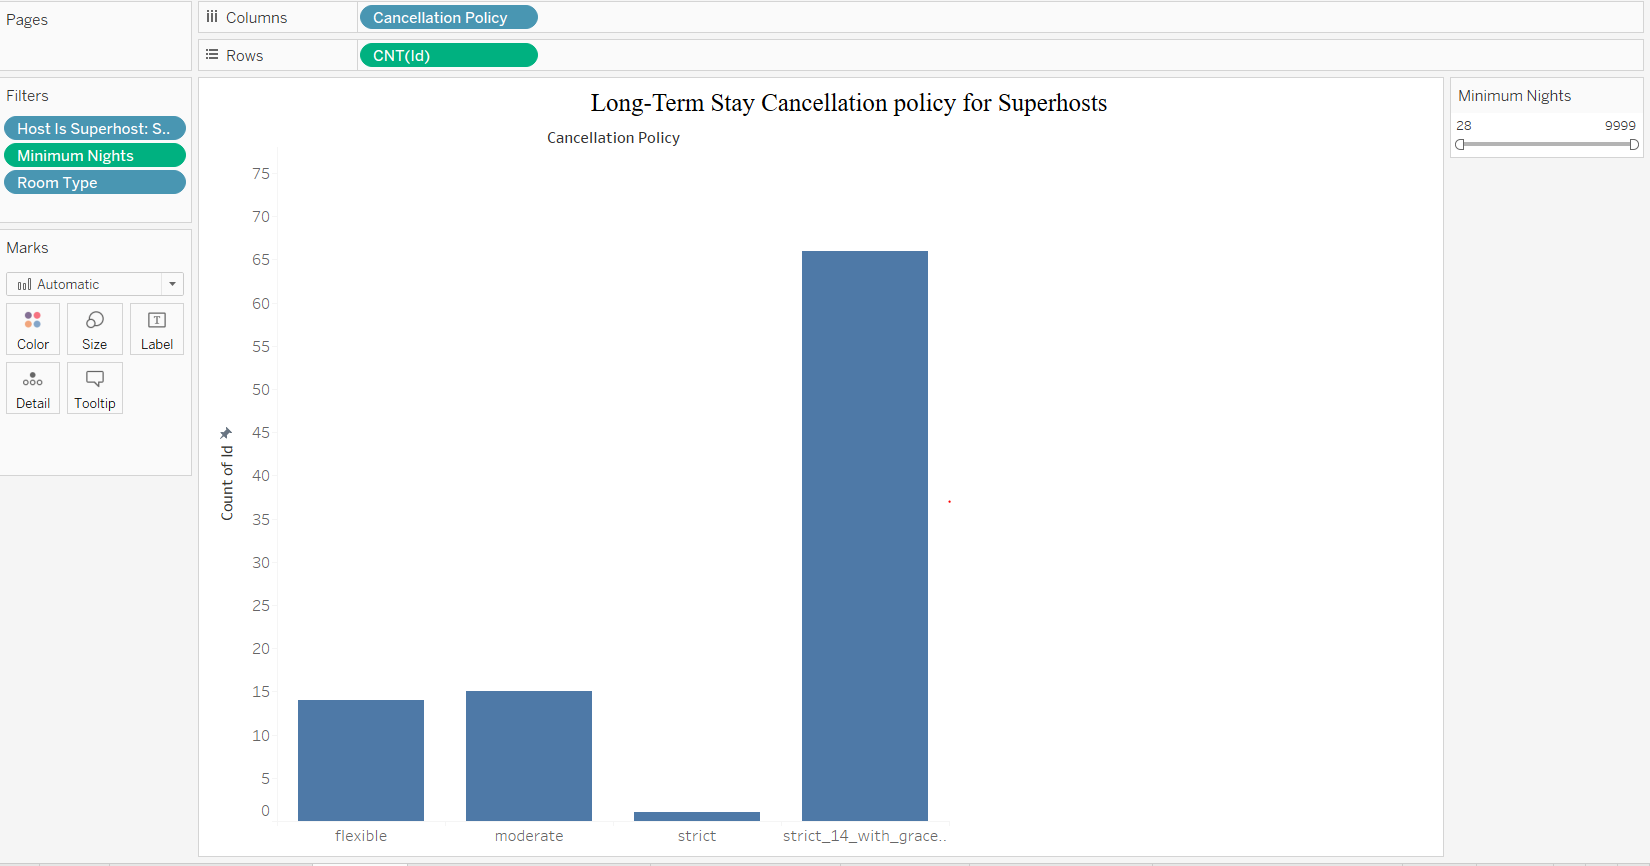 Pages
Columns
Cancellation Policy
Rows
CNT(Id)
Filters
Host Is Superhost: S..
Minimum Nights
Room Type
Marks
Automatic
Color
Size
Label
Detail
Tooltip
Long-Term Stay Cancellation policy for Superhosts
Cancellation Policy
Count of Id
75
70
65
60
55
50
45
40
35
30
25
20
15
10
5
0
flexible
moderate
strict
strict_14_with_grace..
Minimum Nights
28
9999